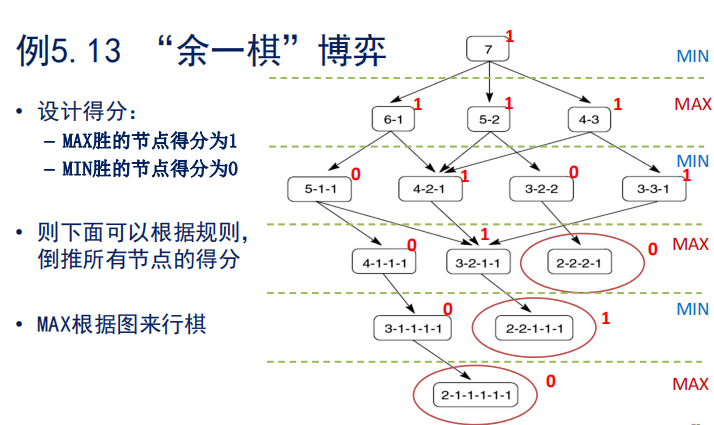 例5.13 “余一棋”博弈
• 设计得分：
– MAX胜的节点得分为1
– MIN胜的节点得分为0
• 则下面可以根据规则，
倒推所有节点的得分
• MAX根据图来行棋
7 1
MIN
6-1 1 5-2 1 4-3 1
MAX
5-1-1 0 4-2-1 1 3-2-2 0 3-3-1 1
MIN
4-1-1-1 0 3-2-1-1 1 2-2-2-1 0
MAX
3-1-1-1-1 0 2-2-1-1-1 1
MIN
2-1-1-1-1-1 0
MAX